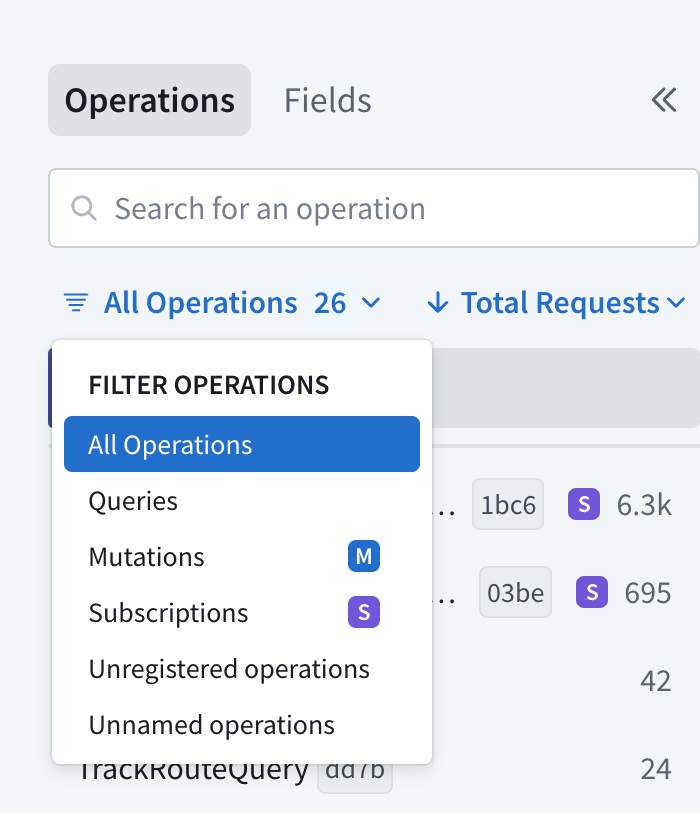 Operations Fields
Search for an operation
All Operations 26 Total Requests
FILTER OPERATIONS
All Operations
Queries
… 1bc6 S 6.3k
Mutations M
Subscriptions S
… 03be S 695
Unregistered operations
42
Unnamed operations
TrackRouteQuery dd7b 24